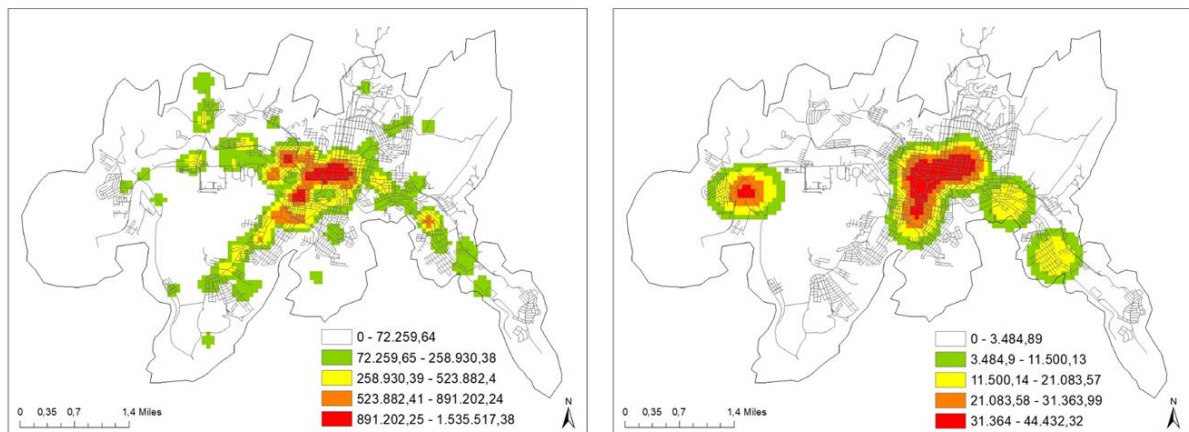 0 - 72.259,64
72.259,65 - 258.930,38
258.930,39 - 523.882,4
523.882,41 - 891.202,24
891.202,25 - 1.535.517,38
0 0,35 0,7 1,4 Miles
N
0 - 3.484,89
3.484,9 - 11.500,13
11.500,14 - 21.083,57
21.083,58 - 31.363,99
31.364 - 44.432,32
0 0,35 0,7 1,4 Miles
N